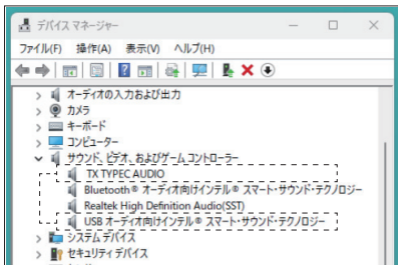 デバイス マネージャー
ファイル(F) 操作(A) 表示(V) ヘルプ(H)
オーディオの入力および出力
カメラ
キーボード
コンピューター
サウンド、ビデオ、およびゲーム コントローラー
TX TYPEC AUDIO
Bluetooth® オーディオ向けインテル® スマート・サウンド・テクノロジー
Realtek High Definition Audio(SST)
USB オーディオ向けインテル® スマート・サウンド・テクノロジー
システム デバイス
セキュリティ デバイス